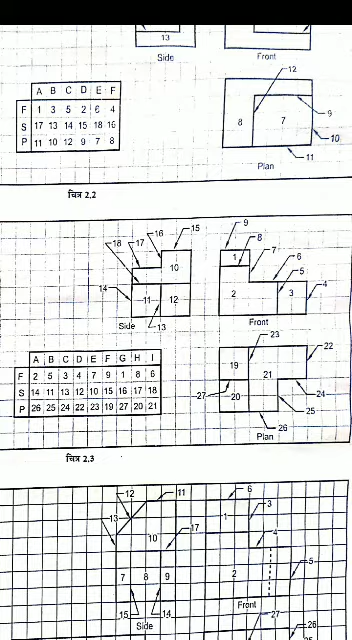 13
Side
Front
A B C D E F
F 1 3 5 2 6 4
S 17 13 14 15 18 16
P 11 10 12 9 7 8
12
8
7
9
10
11
Plan
चित्र 2.2
15
16
17
18
10
14
11
12
13
Side
9
8
1
7
6
5
4
2
3
Front
A B C D E F G H I
F 2 5 3 4 7 9 1 8 6
S 14 11 13 12 10 15 16 17 18
P 26 25 24 22 23 19 27 20 21
23
22
19
21
27
20
24
25
26
Plan
चित्र 2.3
12
11
13
10
17
7
8
9
15
14
Side
6
1
3
4
5
2
Front
27
26